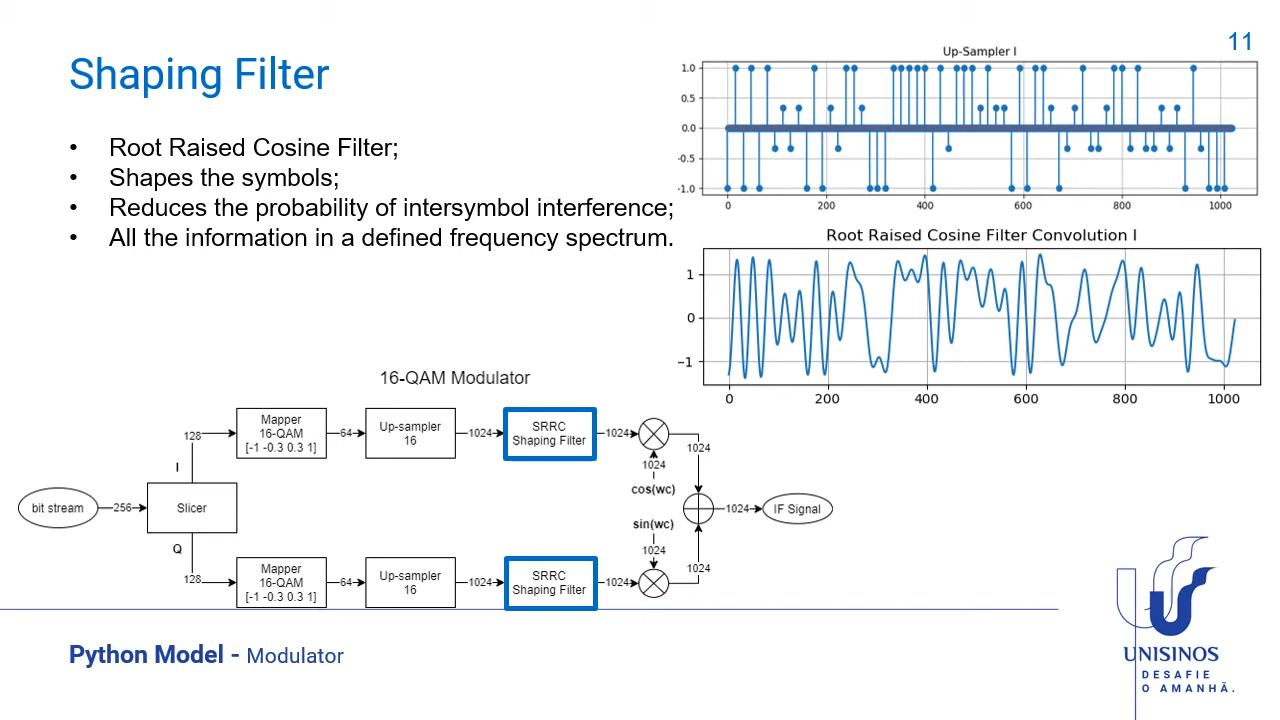 11
Shaping Filter
• Root Raised Cosine Filter;
• Shapes the symbols;
• Reduces the probability of intersymbol interference;
• All the information in a defined frequency spectrum.
Up-Sampler I
1.0
0.5
0.0
-0.5
-1.0
0 200 400 600 800 1000
Root Raised Cosine Filter Convolution I
1
0
−1
0 200 400 600 800 1000
16-QAM Modulator
bit stream
256
Slicer
I
128
Mapper
16-QAM
[-1 -0.3 0.3 1]
64
Up-sampler
16
1024
SRRC
Shaping Filter
1024
1024
cos(wc)
1024
Q
128
Mapper
16-QAM
[-1 -0.3 0.3 1]
64
Up-sampler
16
1024
SRRC
Shaping Filter
1024
sin(wc)
1024
1024
1024
IF Signal
Python Model - Modulator
UNISINOS
DESAFIE
O AMANHÃ.